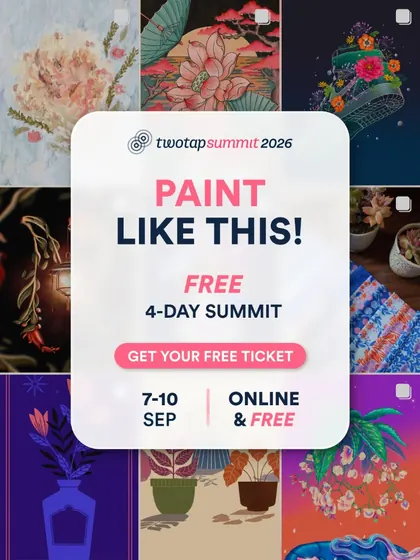 twotapsummit 2026
PAINT
LIKE THIS!
FREE
4-DAY SUMMIT
GET YOUR FREE TICKET
7-10
SEP
ONLINE
& FREE